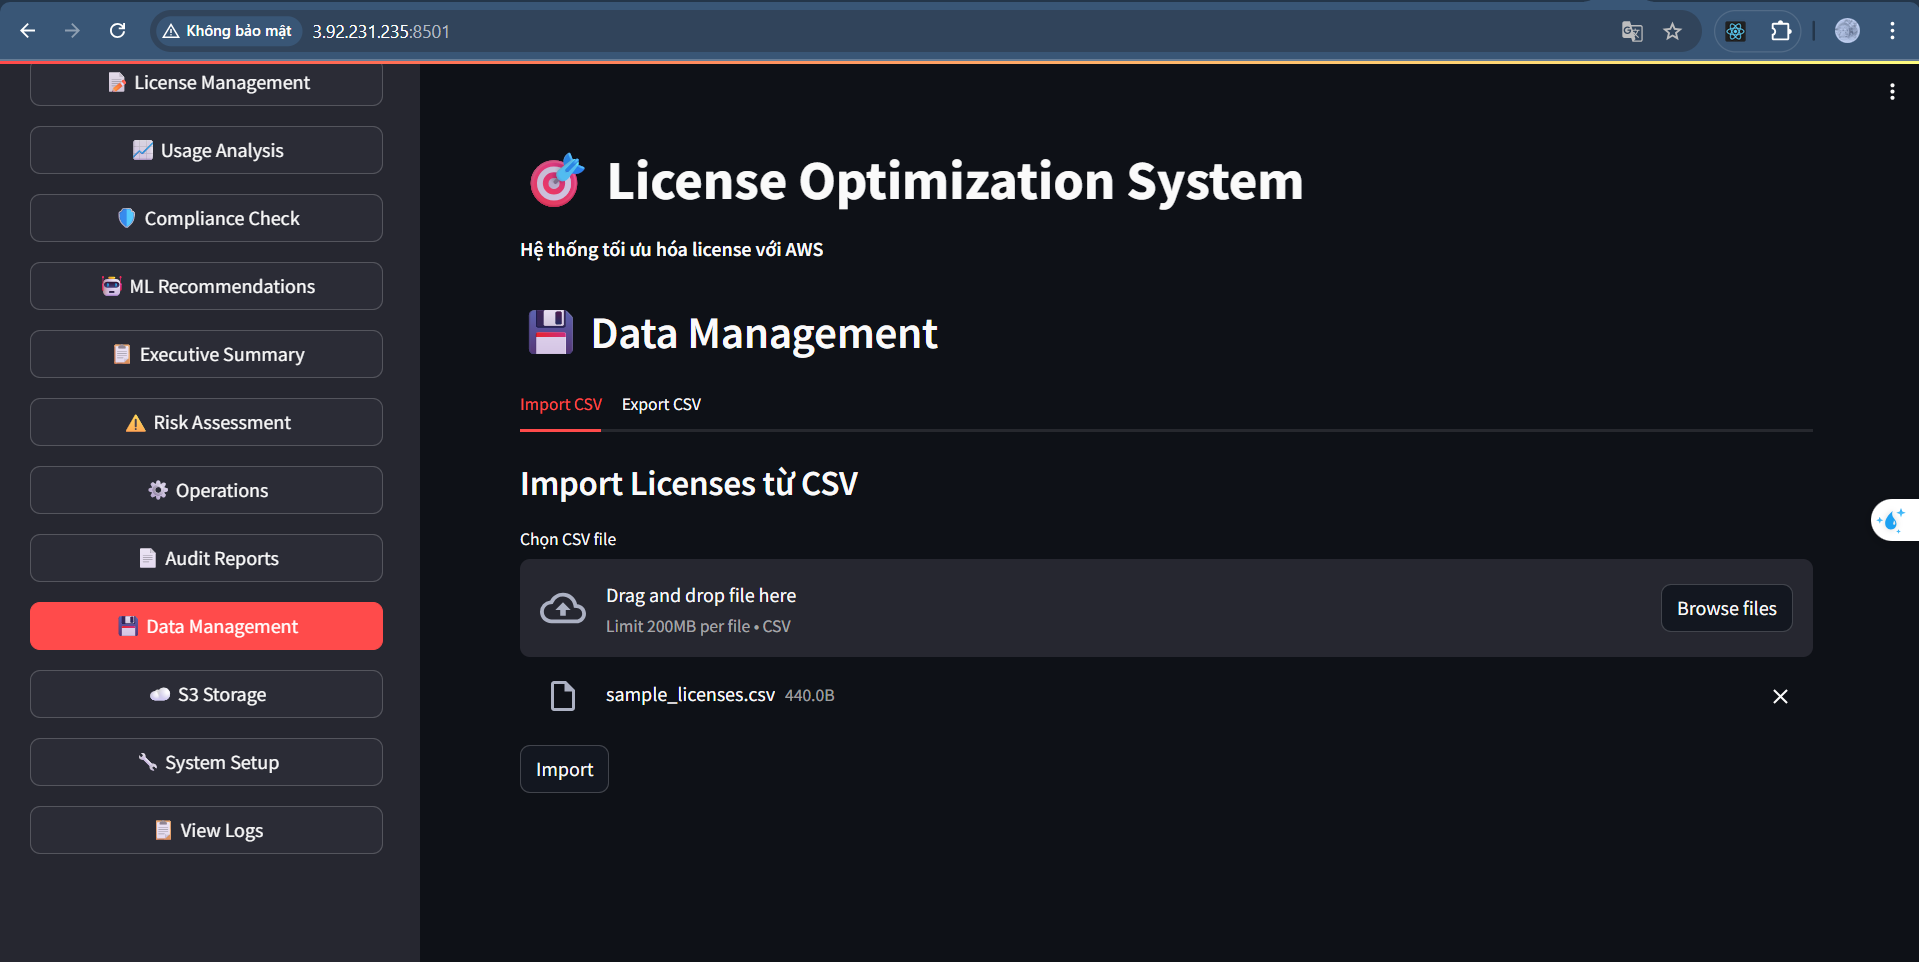 Không bảo mật
3.92.231.235:8501
License Management
Usage Analysis
Compliance Check
ML Recommendations
Executive Summary
Risk Assessment
Operations
Audit Reports
Data Management
S3 Storage
System Setup
View Logs
License Optimization System
Hệ thống tối ưu hóa license với AWS
Data Management
Import CSV
Export CSV
Import Licenses từ CSV
Chọn CSV file
Drag and drop file here
Limit 200MB per file • CSV
Browse files
sample_licenses.csv 440.0B
Import